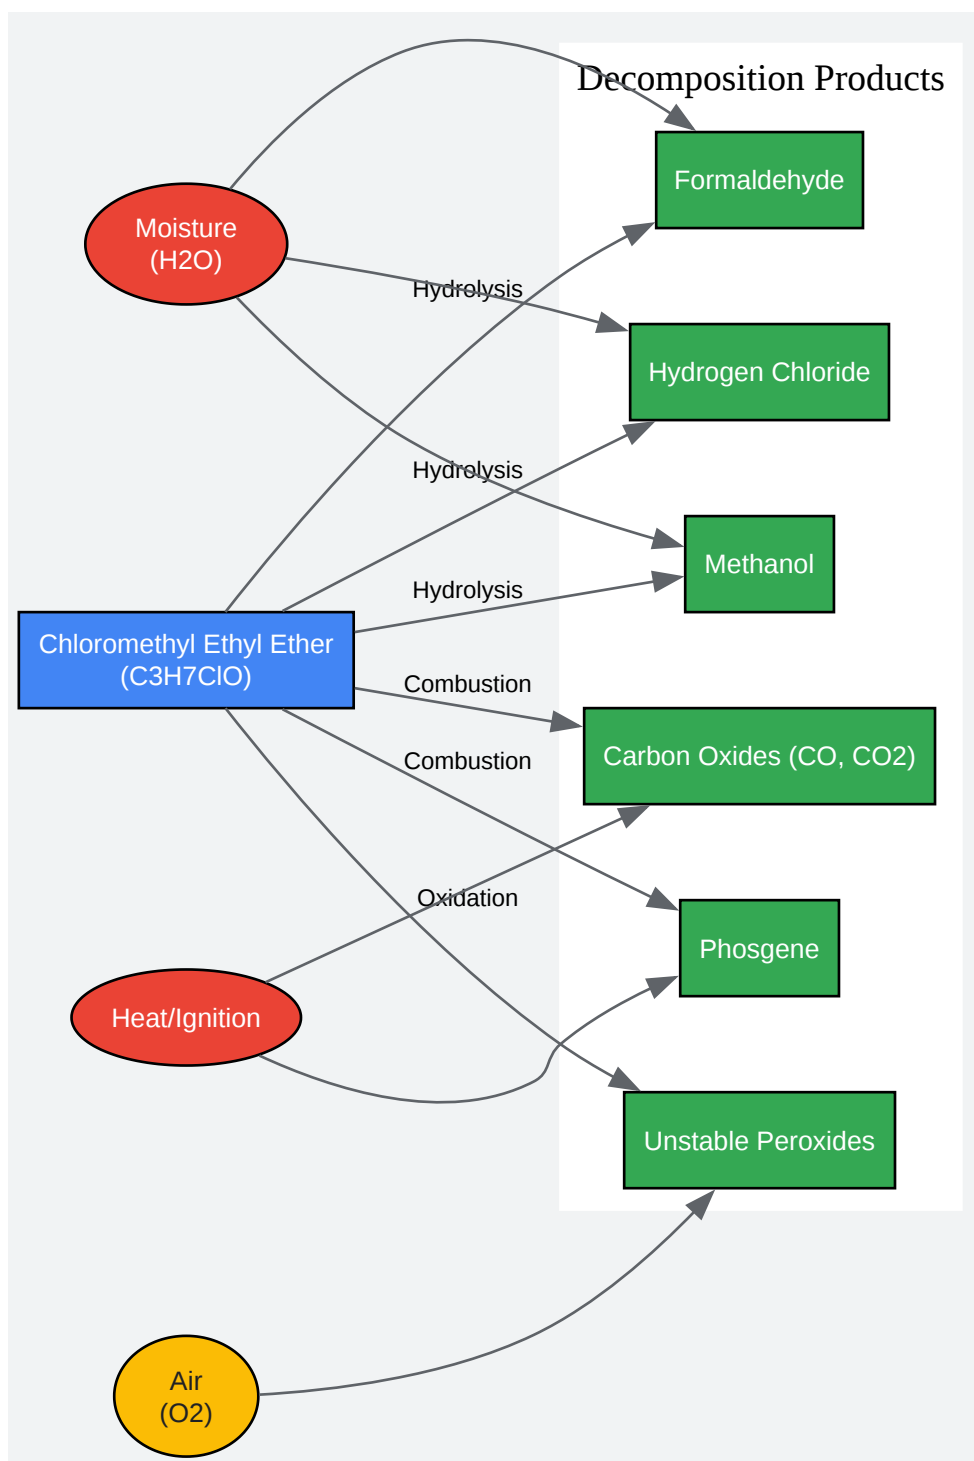 Decomposition Products
Formaldehyde
Moisture
(H2O)
Hydrolysis
Hydrogen Chloride
Hydrolysis
Methanol
Hydrolysis
Chloromethyl Ethyl Ether
(C3H7ClO)
Combustion
Carbon Oxides (CO, CO2)
Combustion
Oxidation
Phosgene
Heat/Ignition
Unstable Peroxides
Air
(O2)